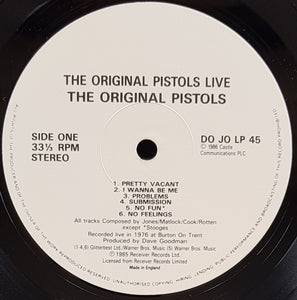 THE ORIGINAL PISTOLS LIVE
THE ORIGINAL PISTOLS
SIDE ONE
33⅓ RPM
STEREO
DO JO LP 45
℗ 1986 Castle
Communications PLC
1. PRETTY VACANT
2. I WANNA BE ME
3. PROBLEMS
4. SUBMISSION
5. NO FUN*
6. NO FEELINGS
All tracks Composed by Jones/Matlock/Cook/Rotten
except *Stooges
Recorded live in 1976 at Burton On Trent
Produced by Dave Goodman
(1 4,6) Glitterbest Ltd./Warner Bros. Music (5) Warner Bros. Music
℗ 1985 Receiver Records Ltd.
Licensed from Receiver Records Limited
Made in England